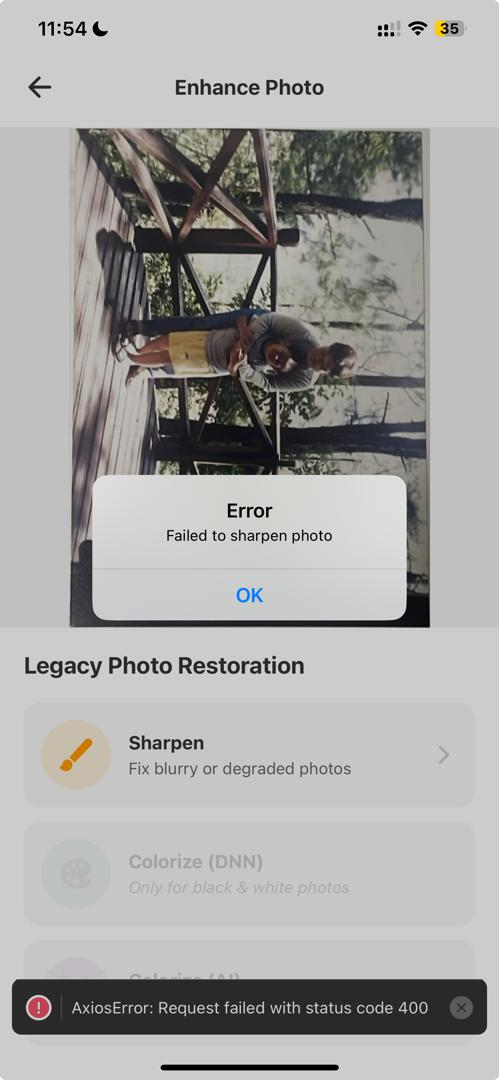 11:54
35
Enhance Photo
Error
Failed to sharpen photo
OK
Legacy Photo Restoration
Sharpen
Fix blurry or degraded photos
Colorize (DNN)
Only for black & white photos
Colorize (AI)
AxiosError: Request failed with status code 400